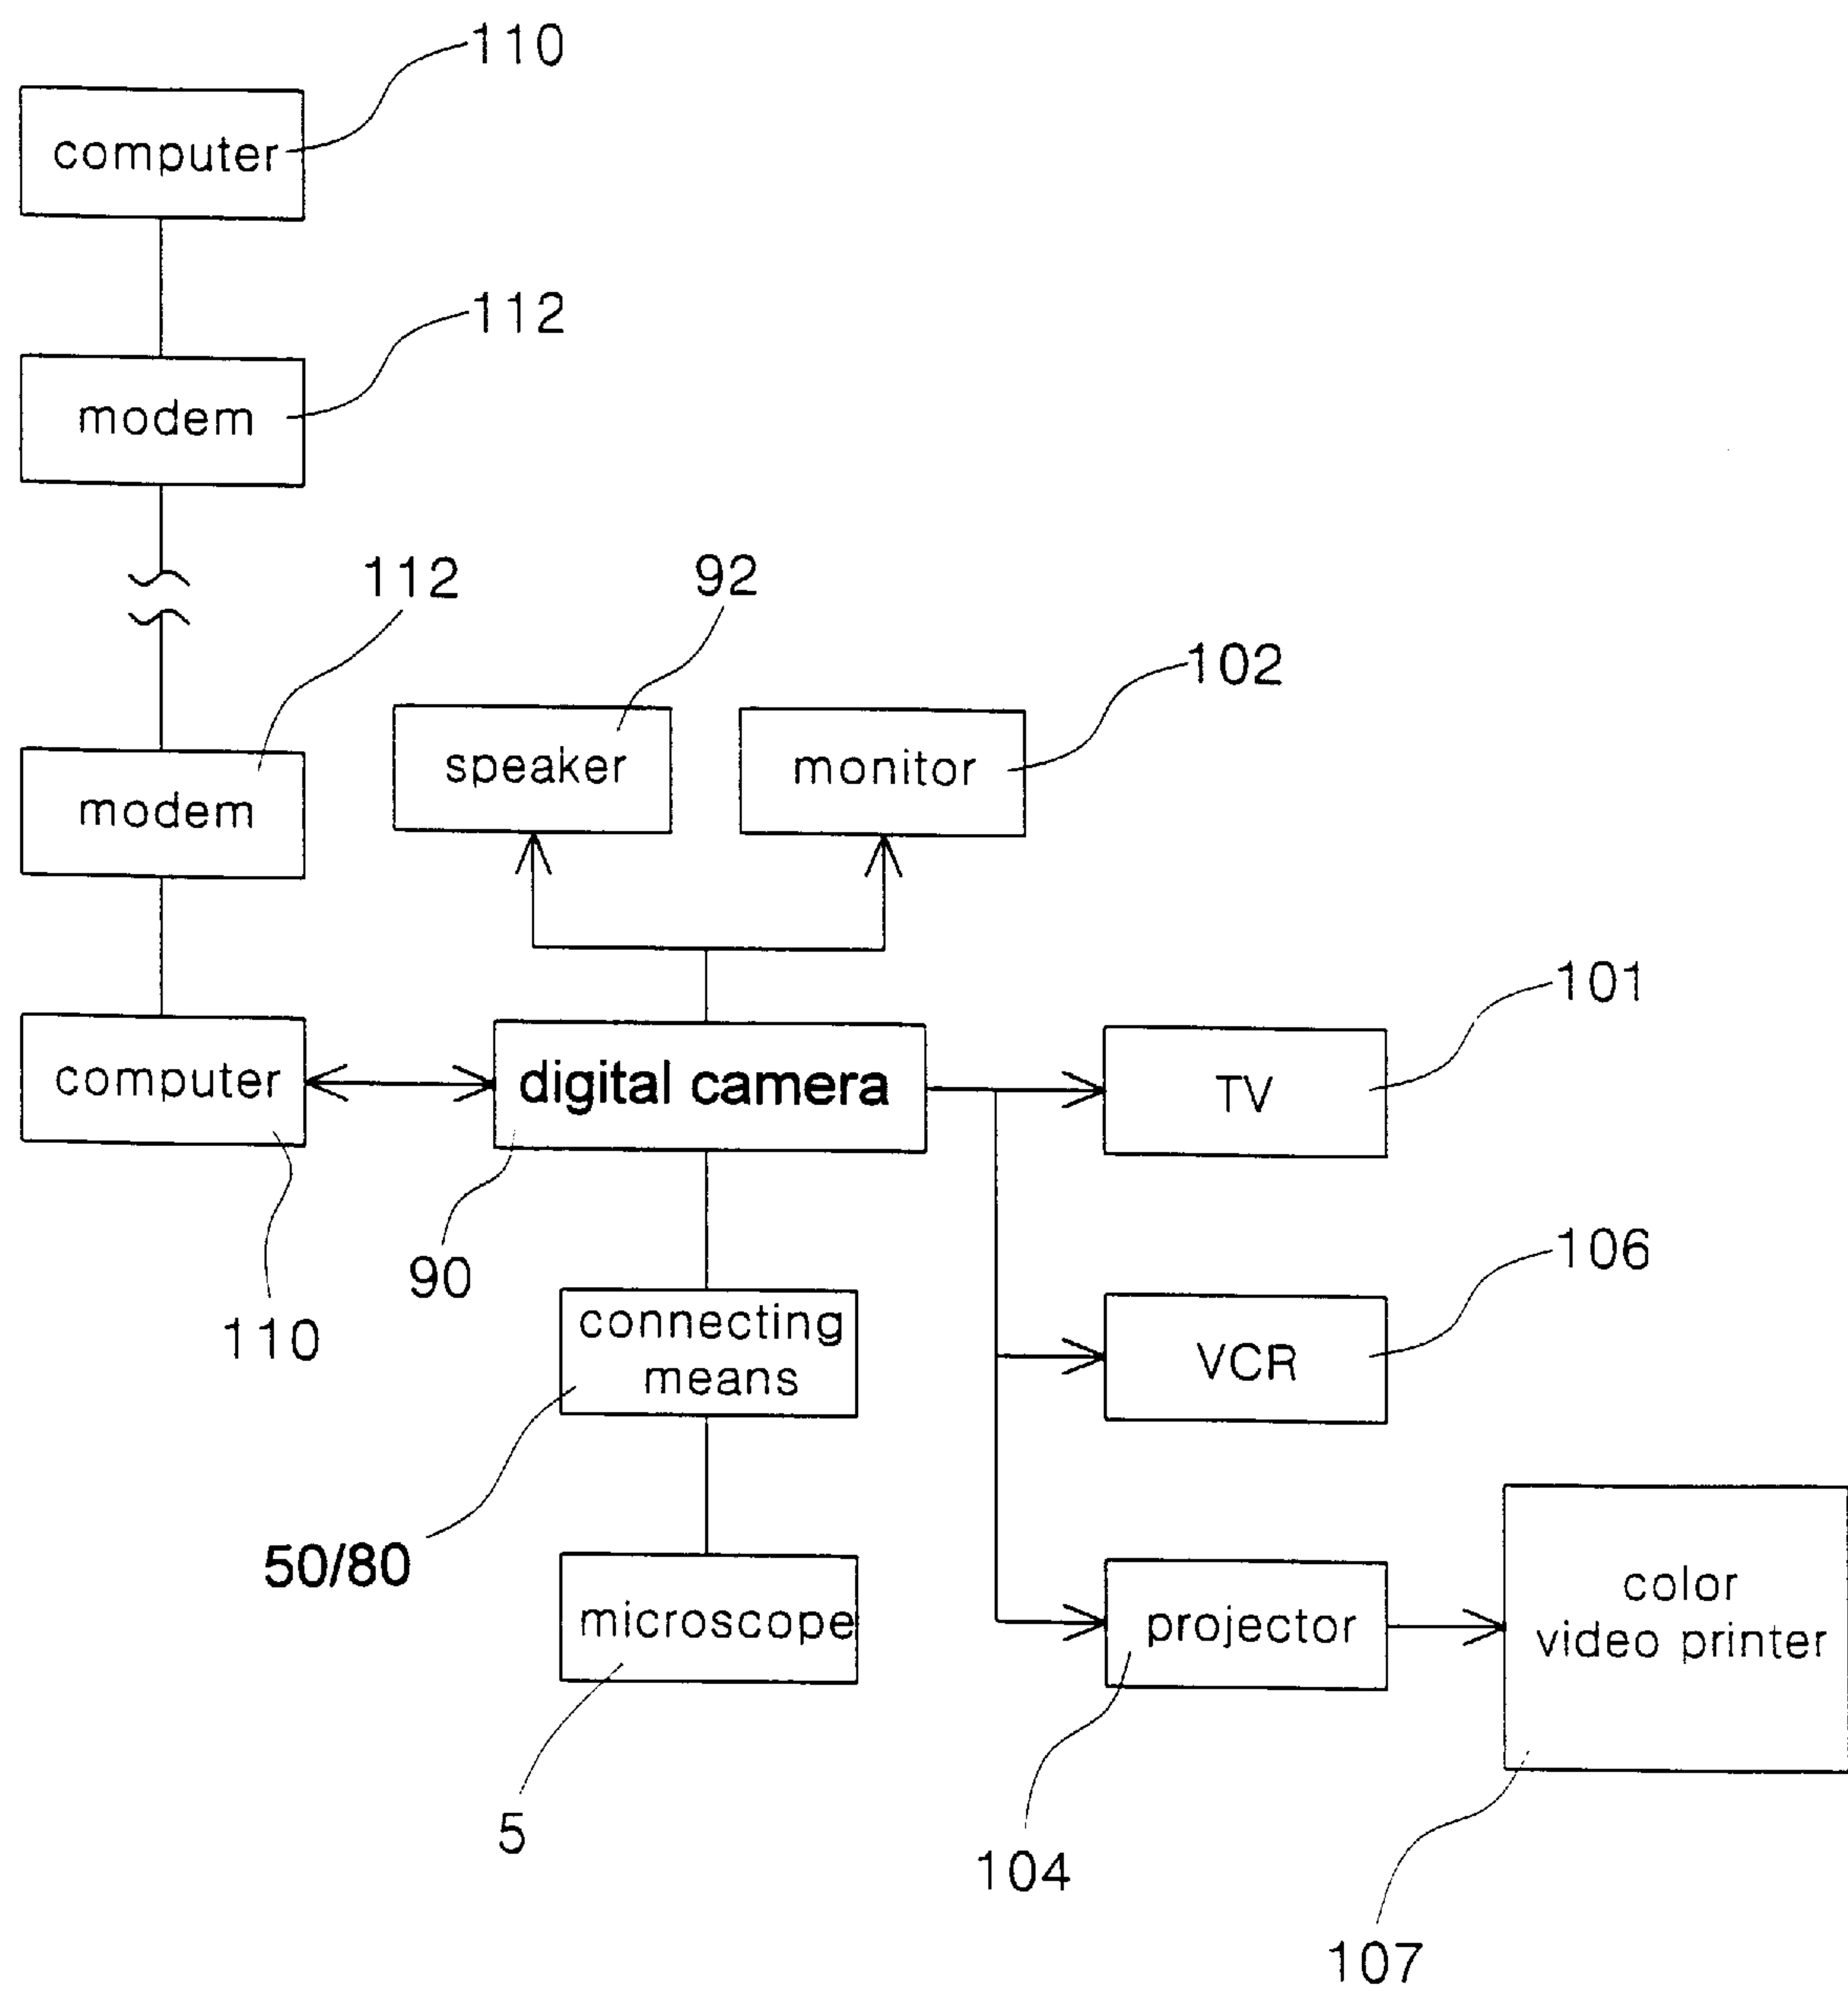 110
computer
112
modem
112
92
102
speaker
monitor
modem
101
computer
digital camera
TV
90
110
106
connecting
means
VCR
50/80
microscope
projector
color
video printer
5
104
107